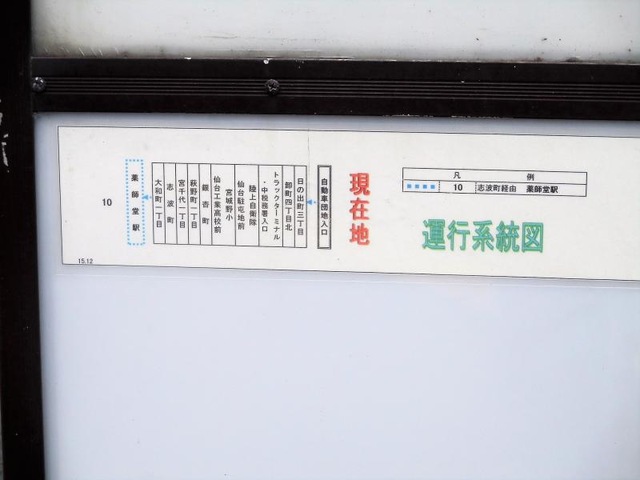 凡 例
10 志波町経由 薬師堂駅
運行系統図
現在地
自動車団地入口
日の出町三丁目
卸町四丁目北
トラックターミナル
・中税務署入口
陸上自衛隊
仙台駐屯地前
宮城野小
仙台工業高校前
銀杏町
萩野町一丁目
宮千代一丁目
志波町
大和町一丁目
薬師堂駅
10
15.12